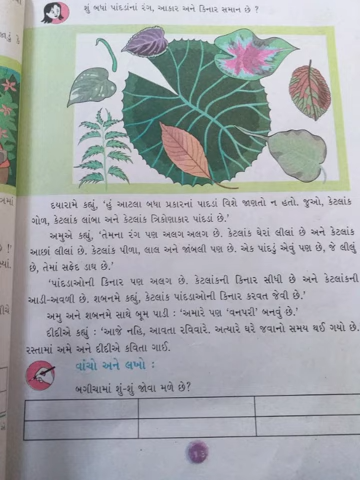 શું બધાં પાંદડાંનાં રંગ, આકાર અને કિનાર સમાન છે ?
દયારામે કહ્યું, ‘હું આટલા બધા પ્રકારનાં પાદડાં વિશે જાણતો ન હતો. જુઓ, કેટલાંક
ગોળ, કેટલાંક લાંબા અને કેટલાંક ત્રિકોણાકાર પાંદડાં છે.’
અમુએ કહ્યું, ‘તેમના રંગ પણ અલગ અલગ છે. કેટલાંક ઘેરાં લીલાં છે અને કેટલાંક
આછાં લીલાં છે. કેટલાંક પીળા, લાલ અને જાંબલી પણ છે. એક પાંદડું એવું પણ છે, જે લીલું
છે, તેમાં સફેદ ડાઘ છે.’
‘પાંદડાઓની કિનાર પણ અલગ છે. કેટલાંકની કિનાર સીધી છે અને કેટલાંકની
આડી-અવળી છે. શબનમે કહ્યું, કેટલાંક પાંદડાઓની કિનાર કરવત જેવી છે.’
અમુ અને શબનમે સાથે બૂમ પાડી : ‘અમારે પણ ‘વનપરી’ બનવું છે.’
દીદીએ કહ્યું : ‘આજે નહિ, આવતા રવિવારે. અત્યારે ઘરે જવાનો સમય થઈ ગયો છે.
રસ્તામાં અમે અને દીદીએ કવિતા ગાઈ.
વાંચો અને લખો :
બગીચામાં શું-શું જોવા મળે છે?